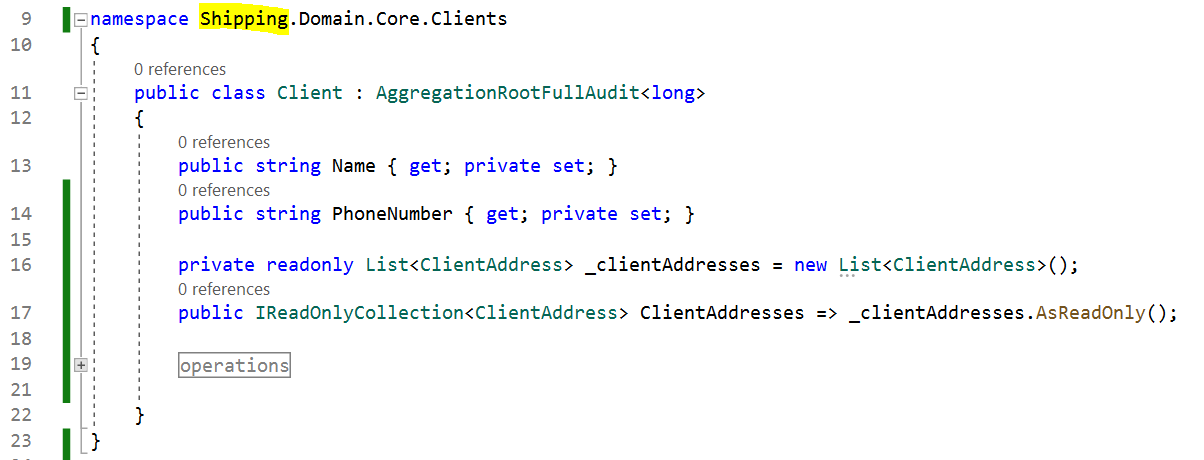 9 namespace Shipping.Domain.Core.Clients
10 {
0 references
11 public class Client : AggregationRootFullAudit<long>
12 {
0 references
13 public string Name { get; private set; }
0 references
14 public string PhoneNumber { get; private set; }
15
16 private readonly List<ClientAddress> _clientAddresses = new List<ClientAddress>();
0 references
17 public IReadOnlyCollection<ClientAddress> ClientAddresses => _clientAddresses.AsReadOnly();
18
19 operations
21
22 }
23 }